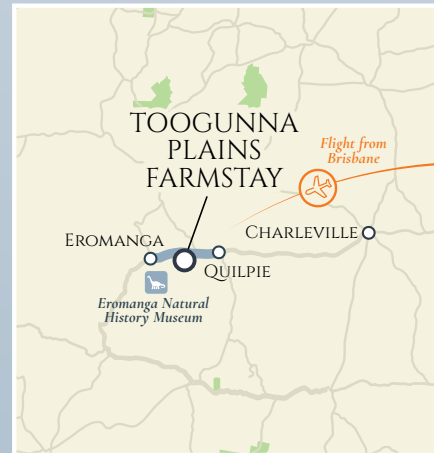 TOOGUNNA
PLAINS
FARMSTAY
Flight from
Brisbane
EROMANGA
CHARLEVILLE
QUILPIE
Eromanga Natural
History Museum